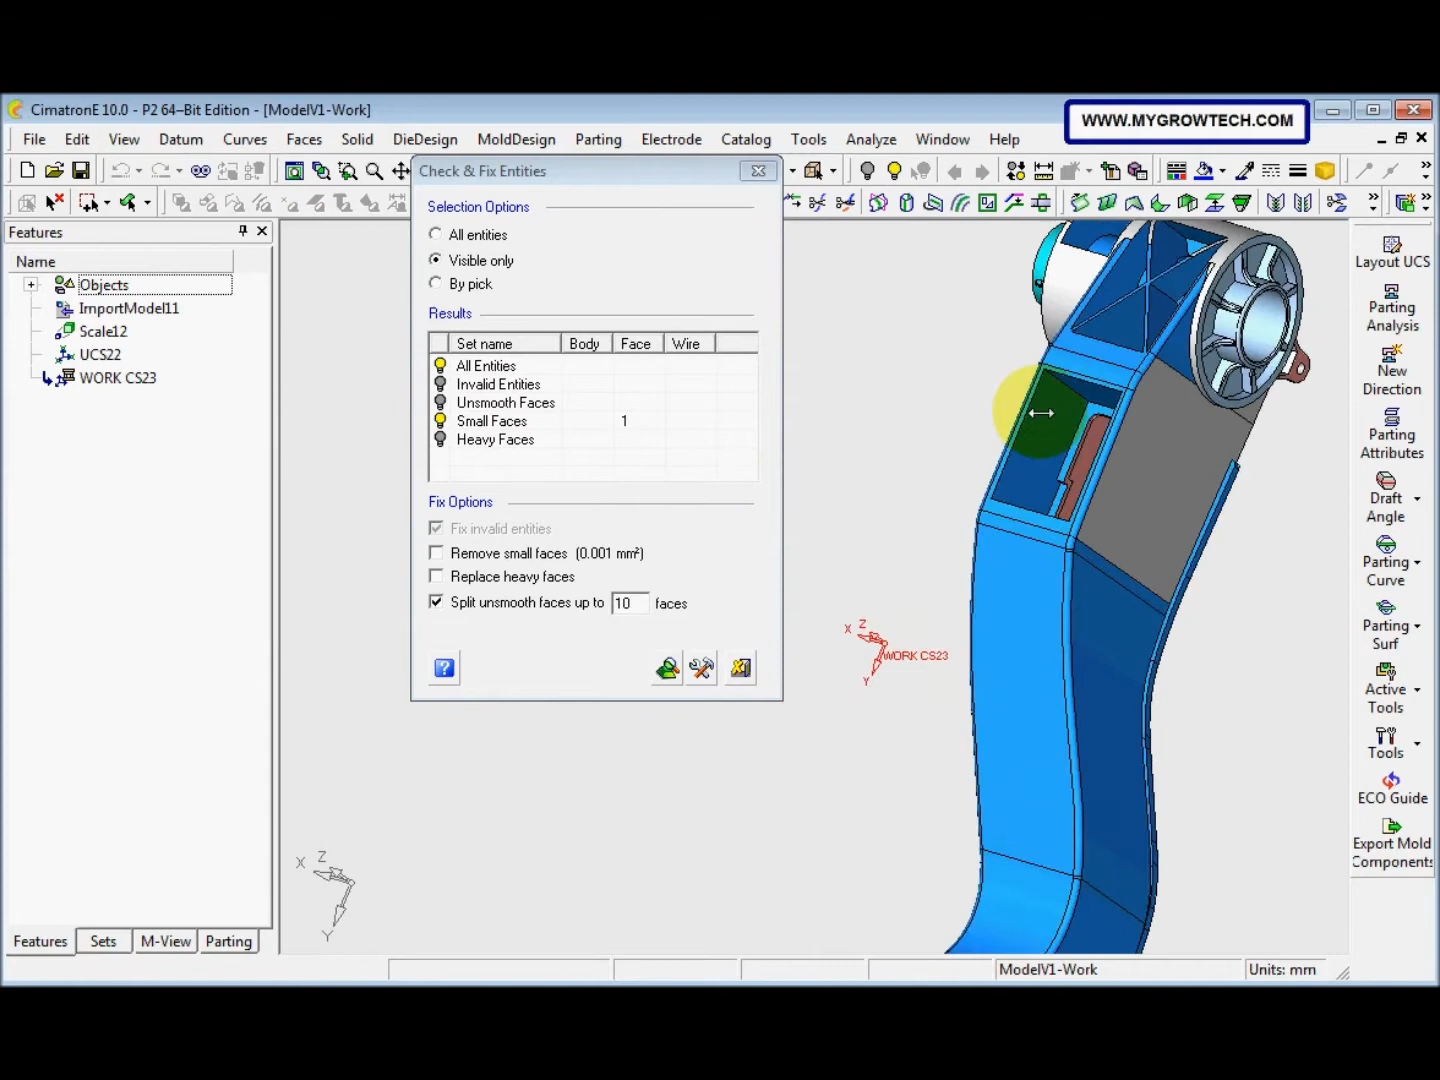 CimatronE 10.0 - P2 64–Bit Edition - [ModelV1-Work]
WWW.MYGROWTECH.COM
File Edit View Datum Curves Faces Solid DieDesign MoldDesign Parting Electrode Catalog Tools Analyze Window Help
Check & Fix Entities
Selection Options
All entities
Visible only
By pick
Results
Set name Body Face Wire
All Entities
Invalid Entities
Unsmooth Faces
Small Faces 1
Heavy Faces
Fix Options
Fix invalid entities
Remove small faces (0.001 mm²)
Replace heavy faces
Split unsmooth faces up to 10 faces
Features
Name
Objects
ImportModel11
Scale12
UCS22
WORK CS23
X Z
WORK CS23
Y
X Z
Y
Layout UCS
Parting
Analysis
New
Direction
Parting
Attributes
Draft
Angle
Parting
Curve
Parting
Surf
Active
Tools
Tools
ECO Guide
Export Mold
Components
Features Sets M-View Parting
ModelV1-Work Units: mm